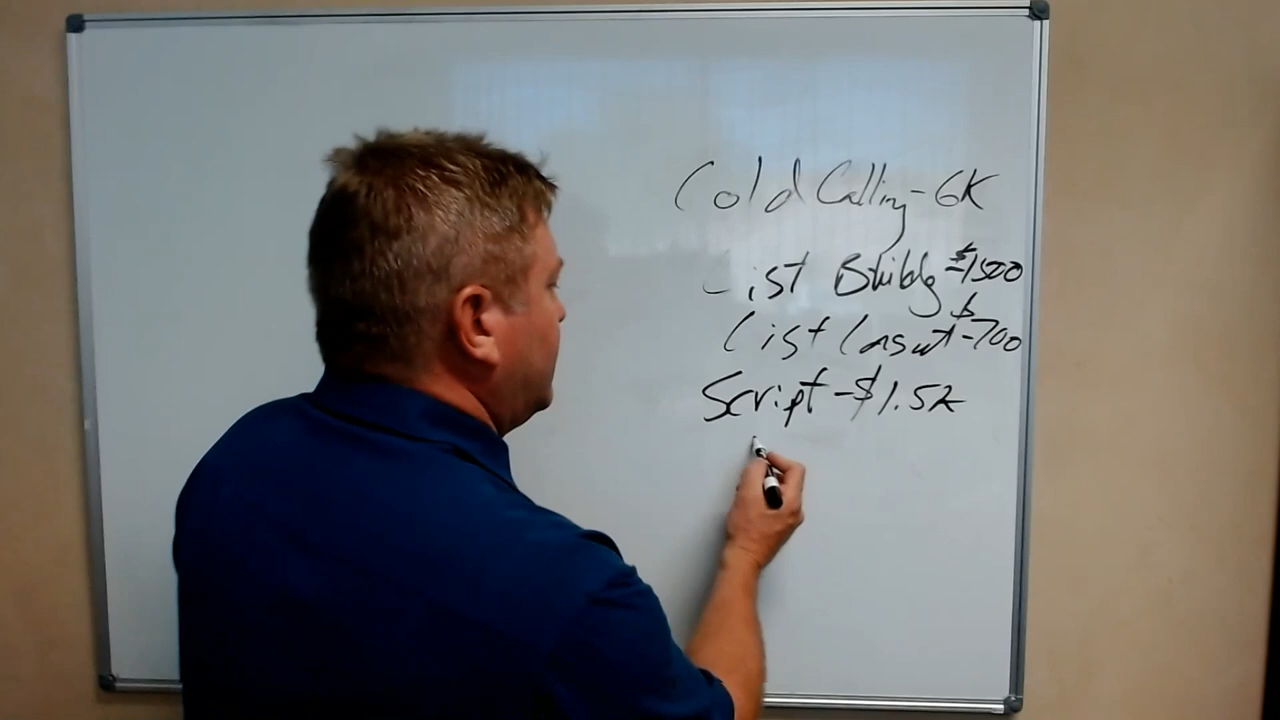 Cold Calling - 6K
List Building - $1500
List Consult - $700
Script - $1.5k